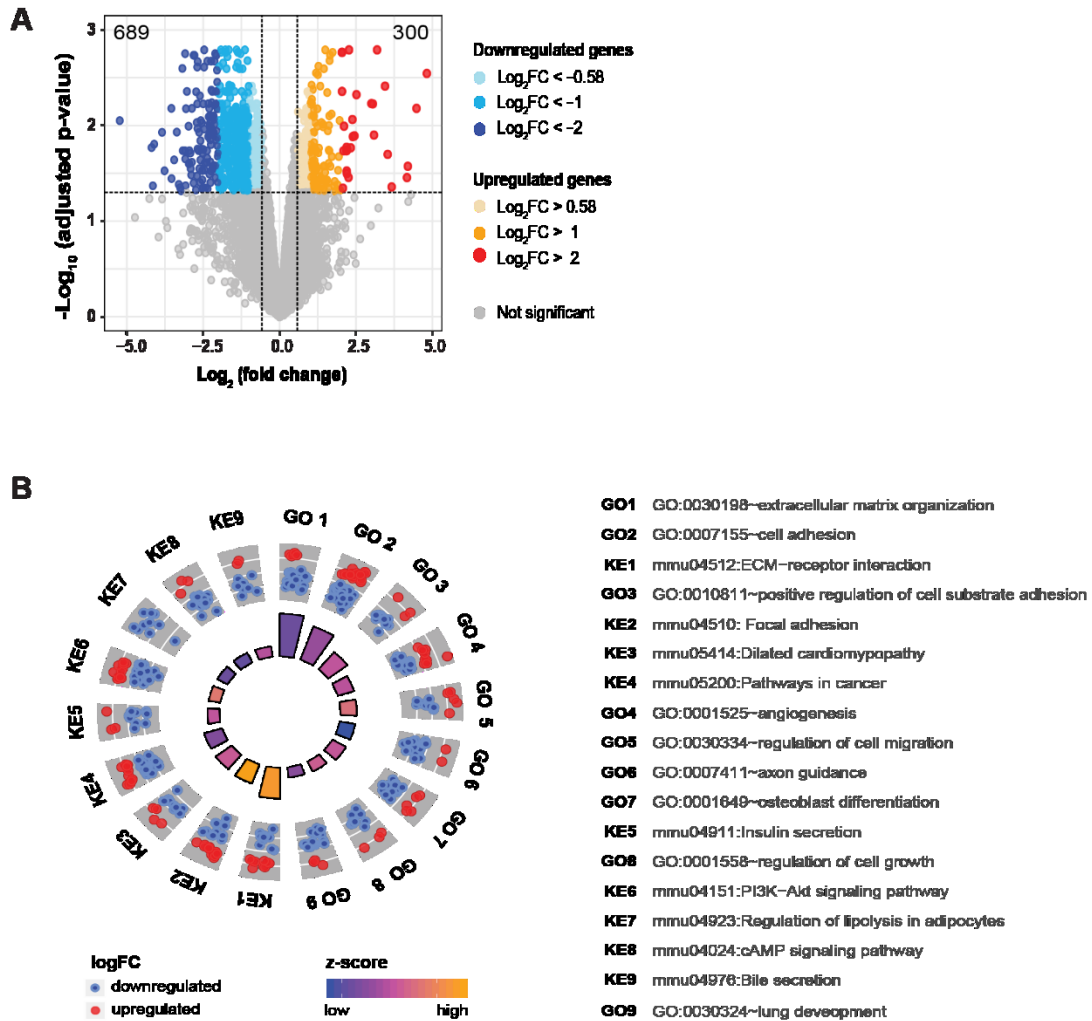 A
689
300
3
2
1
0
-Log10 (adjusted p-value)
−5.0
−2.5
0.0
2.5
5.0
Log2 (fold change)
Downregulated genes
Log2FC < −0.58
Log2FC < −1
Log2FC < −2
Upregulated genes
Log2FC > 0.58
Log2FC > 1
Log2FC > 2
Not significant
B
GO 1
GO 2
GO 3
GO 4
GO 5
GO 6
GO 7
GO 8
GO 9
KE1
KE2
KE3
KE4
KE5
KE6
KE7
KE8
KE9
logFC
downregulated
upregulated
z-score
low
high
GO1 GO:0030198~extracellular matrix organization
GO2 GO:0007155~cell adhesion
KE1 mmu04512:ECM−receptor interaction
GO3 GO:0010811~positive regulation of cell substrate adhesion
KE2 mmu04510: Focal adhesion
KE3 mmu05414:Dilated cardiomypopathy
KE4 mmu05200:Pathways in cancer
GO4 GO:0001525~angiogenesis
GO5 GO:0030334~regulation of cell migration
GO6 GO:0007411~axon guidance
GO7 GO:0001649~osteoblast differentiation
KE5 mmu04911:Insulin secretion
GO8 GO:0001558~regulation of cell growth
KE6 mmu04151:PI3K−Akt signaling pathway
KE7 mmu04923:Regulation of lipolysis in adipocytes
KE8 mmu04024:cAMP signaling pathway
KE9 mmu04976:Bile secretion
GO9 GO:0030324~lung deveopment